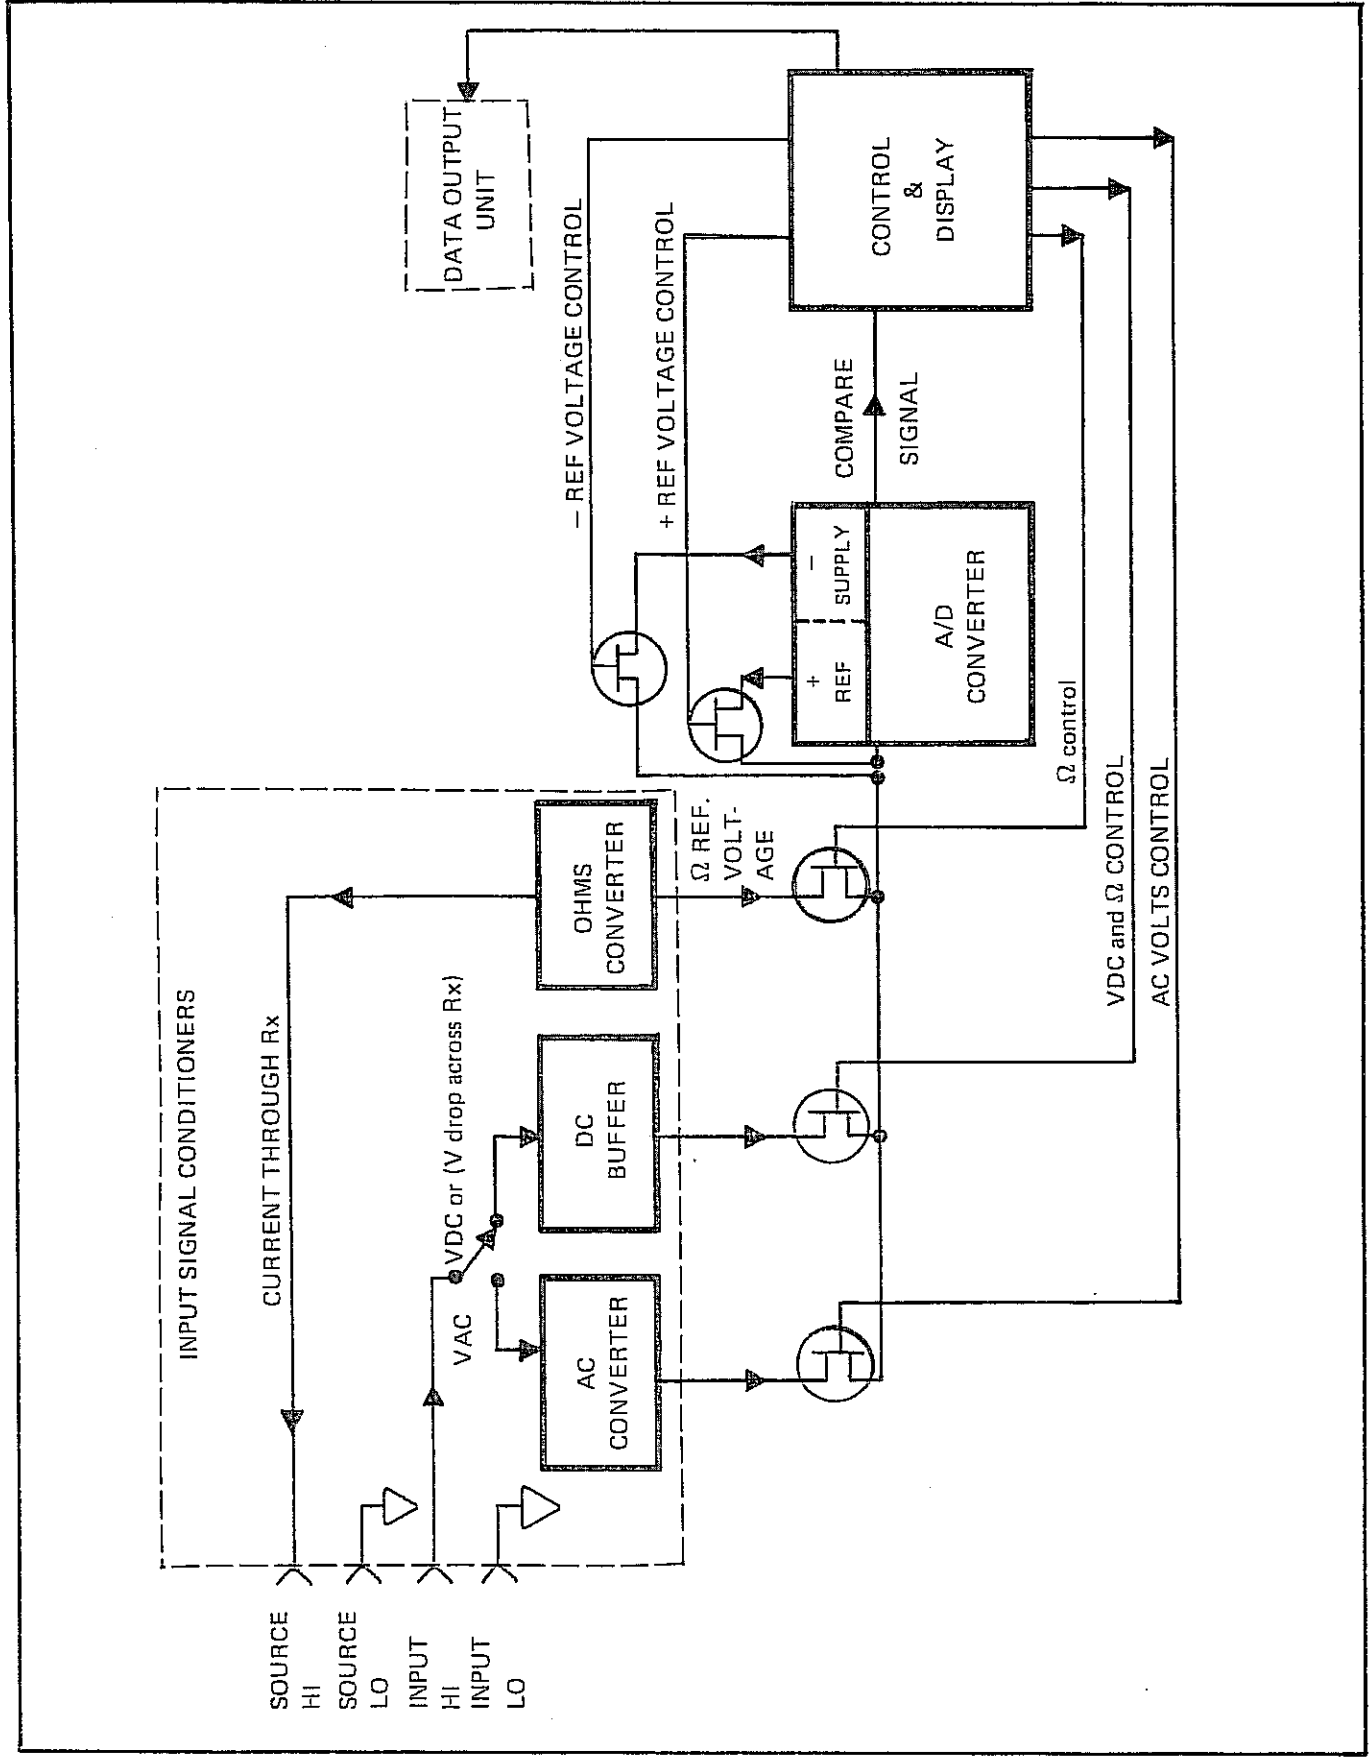 INPUT SIGNAL CONDITIONERS
CURRENT THROUGH Rx
SOURCE
HI
SOURCE
LO
INPUT
HI
INPUT
LO
VAC
VDC or (V drop across Rx)
AC
CONVERTER
DC
BUFFER
OHMS
CONVERTER
Ω REF.
VOLT-
AGE
DATA OUTPUT
UNIT
– REF VOLTAGE CONTROL
+ REF VOLTAGE CONTROL
+
REF
–
SUPPLY
A/D
CONVERTER
COMPARE
SIGNAL
CONTROL
&
DISPLAY
Ω control
VDC and Ω CONTROL
AC VOLTS CONTROL